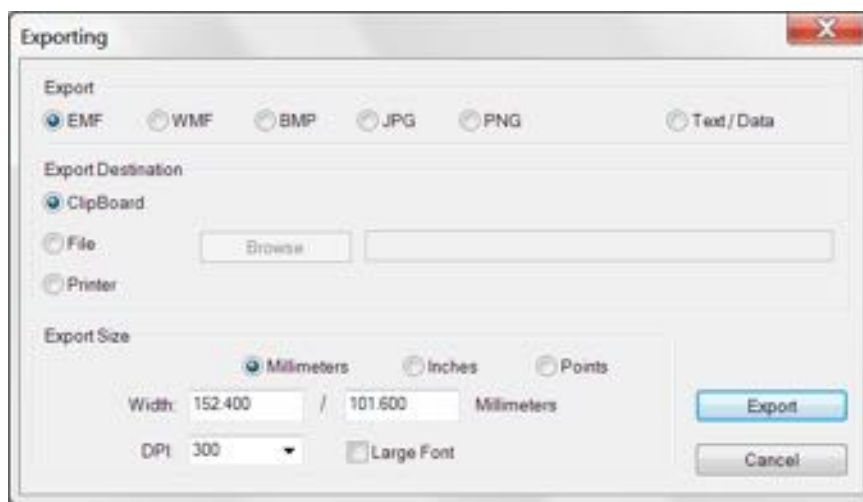 Exporting
Export
EMF WMF BMP JPG PNG Text / Data
Export Destination
ClipBoard
File Browse
Printer
Export Size
Millimeters Inches Points
Width: 152.400 / 101.600 Millimeters
DPI: 300 Large Font
Export
Cancel